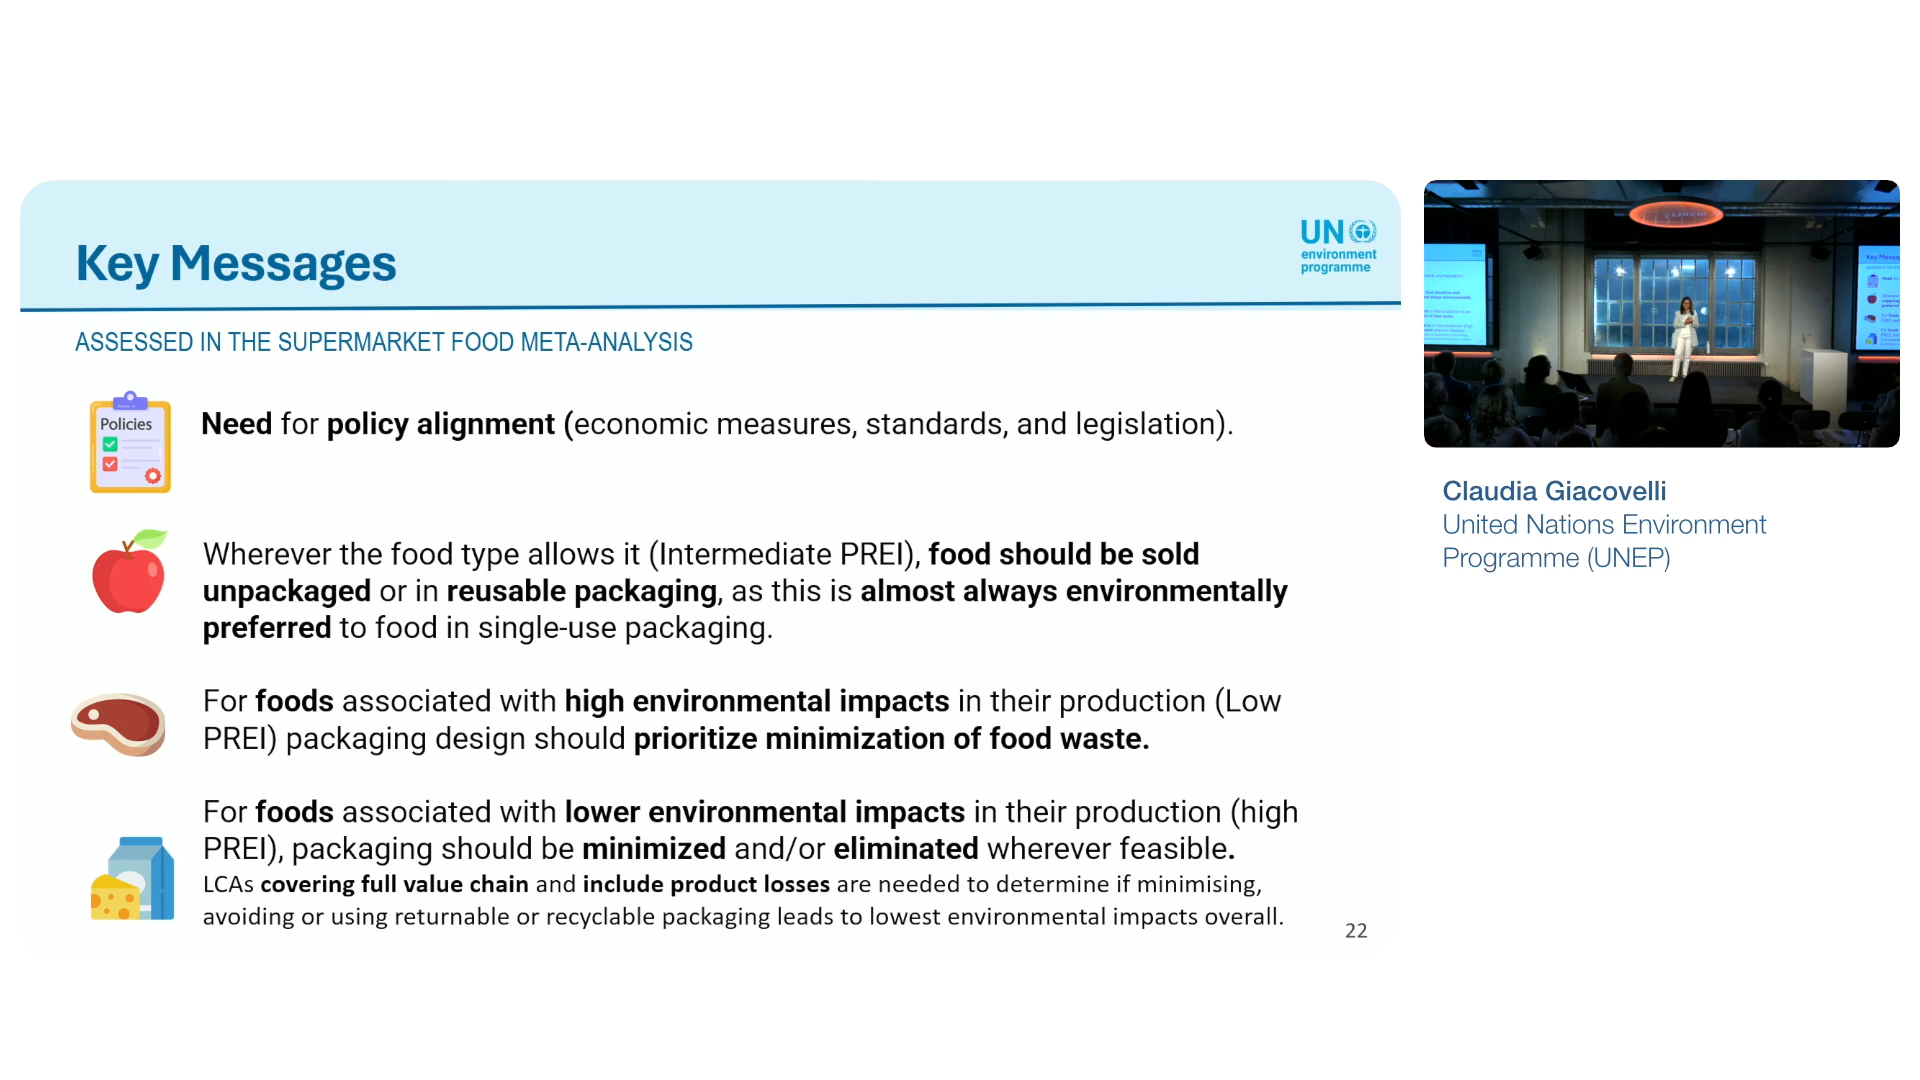 Key Messages
UN
environment
programme
ASSESSED IN THE SUPERMARKET FOOD META-ANALYSIS
Policies
Need for policy alignment (economic measures, standards, and legislation).
Wherever the food type allows it (Intermediate PREI), food should be sold
unpackaged or in reusable packaging, as this is almost always environmentally
preferred to food in single-use packaging.
For foods associated with high environmental impacts in their production (Low
PREI) packaging design should prioritize minimization of food waste.
For foods associated with lower environmental impacts in their production (high
PREI), packaging should be minimized and/or eliminated wherever feasible.
LCAs covering full value chain and include product losses are needed to determine if minimising,
avoiding or using returnable or recyclable packaging leads to lowest environmental impacts overall.
22
Claudia Giacovelli
United Nations Environment
Programme (UNEP)